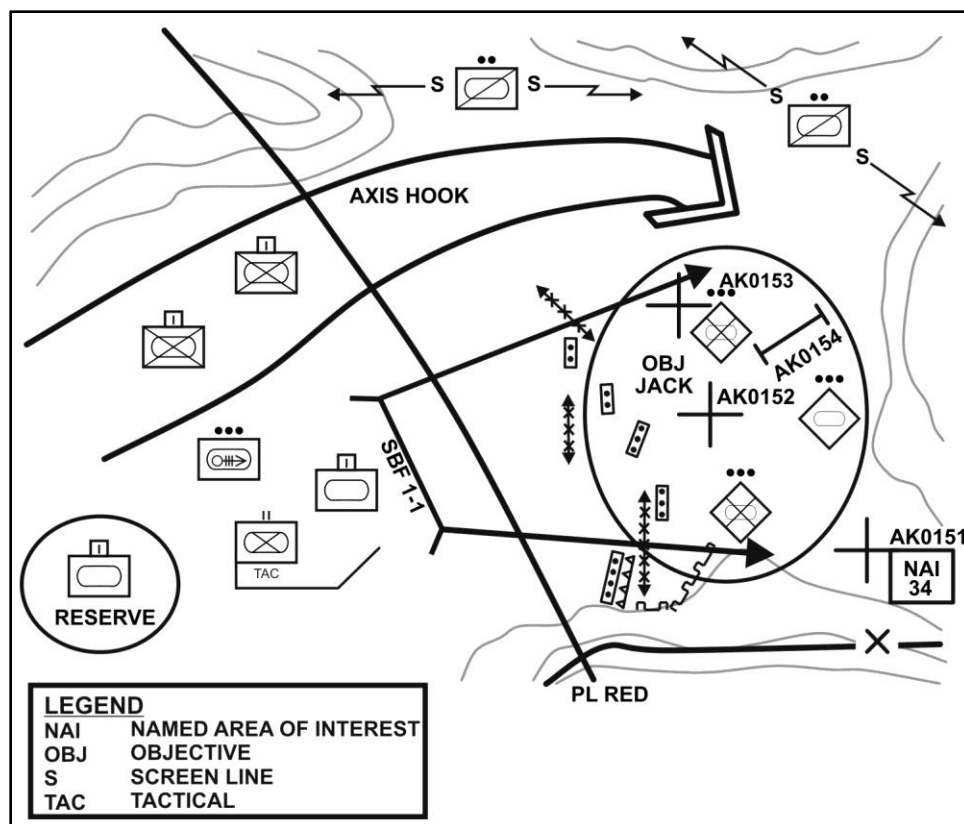 S
S
S
S
AXIS HOOK
AK0153
AK0154
OBJ
JACK
AK0152
SBF 1-1
TAC
RESERVE
AK0151
NAI
34
PL RED
X
LEGEND
NAI NAMED AREA OF INTEREST
OBJ OBJECTIVE
S SCREEN LINE
TAC TACTICAL